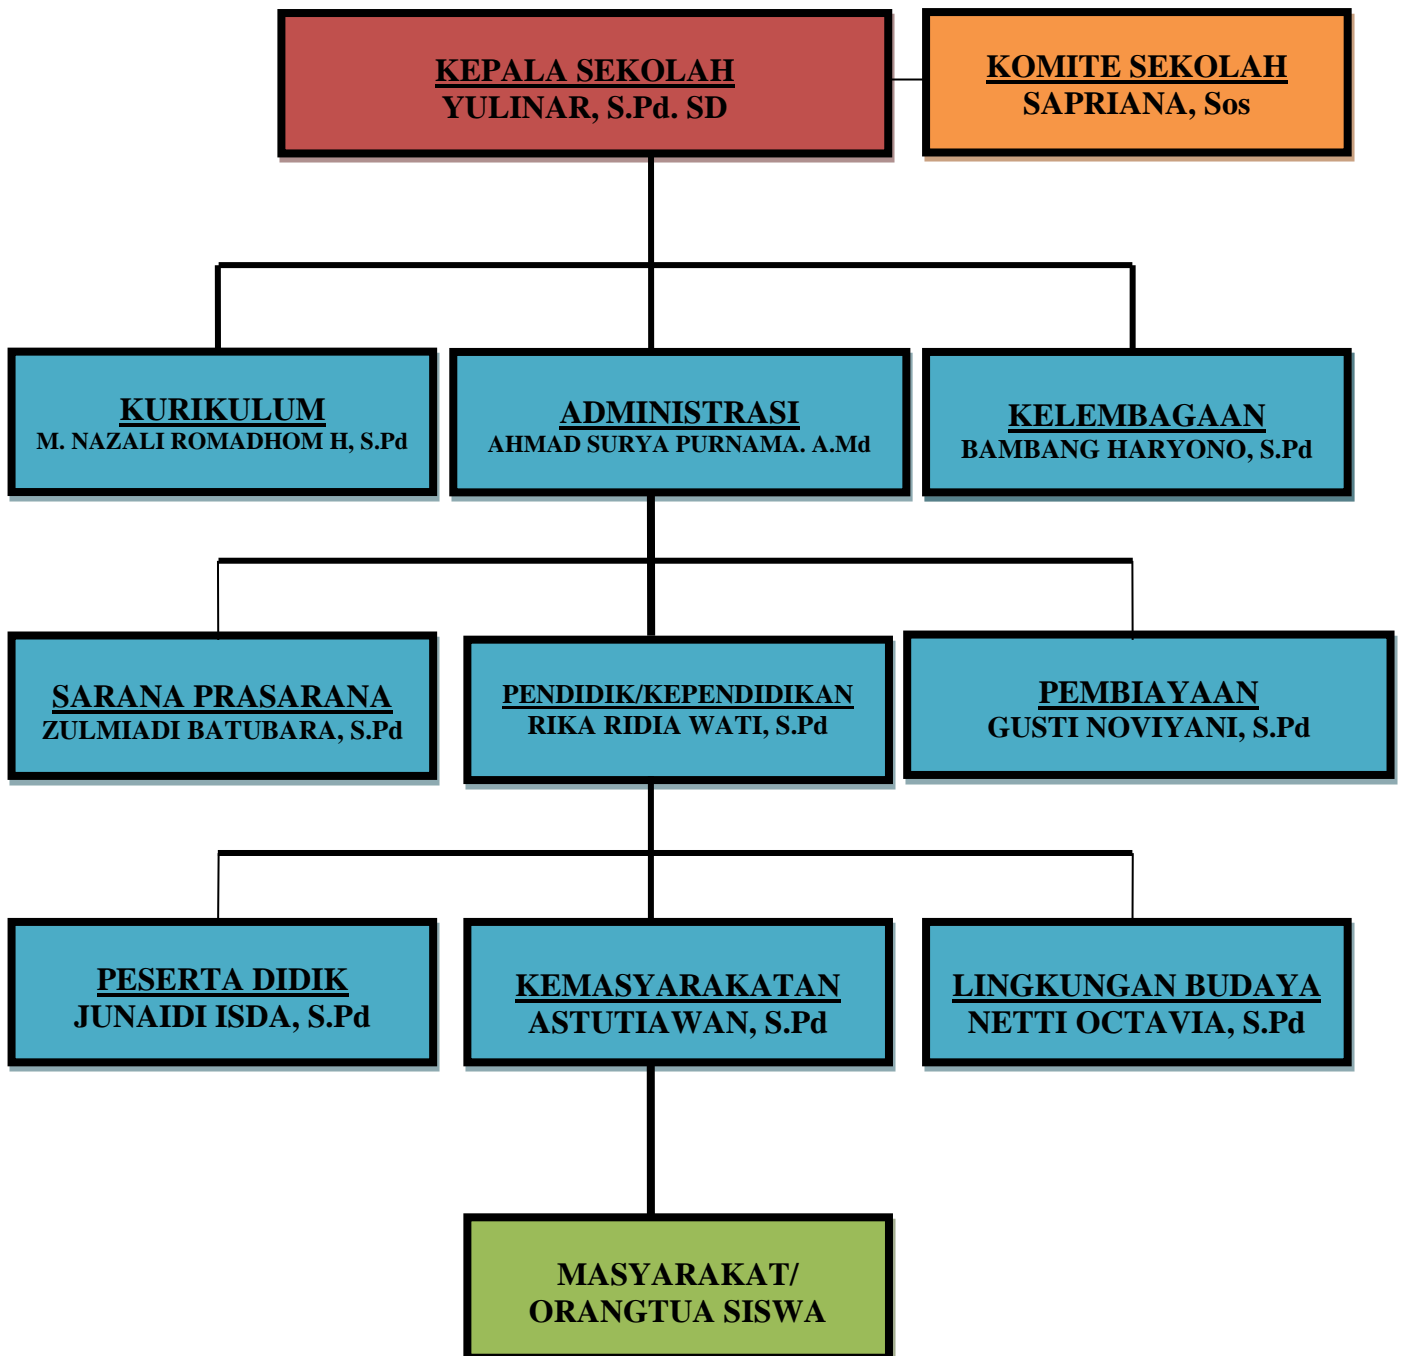 KEPALA SEKOLAH
YULINAR, S.Pd. SD
KOMITE SEKOLAH
SAPRIANA, Sos
KURIKULUM
M. NAZALI ROMADHOM H, S.Pd
ADMINISTRASI
AHMAD SURYA PURNAMA. A.Md
KELEMBAGAAN
BAMBANG HARYONO, S.Pd
SARANA PRASARANA
ZULMIADI BATUBARA, S.Pd
PENDIDIK/KEPENDIDIKAN
RIKA RIDIA WATI, S.Pd
PEMBIAYAAN
GUSTI NOVIYANI, S.Pd
PESERTA DIDIK
JUNAIDI ISDA, S.Pd
KEMASYARAKATAN
ASTUTIAWAN, S.Pd
LINGKUNGAN BUDAYA
NETTI OCTAVIA, S.Pd
MASYARAKAT/
ORANGTUA SISWA